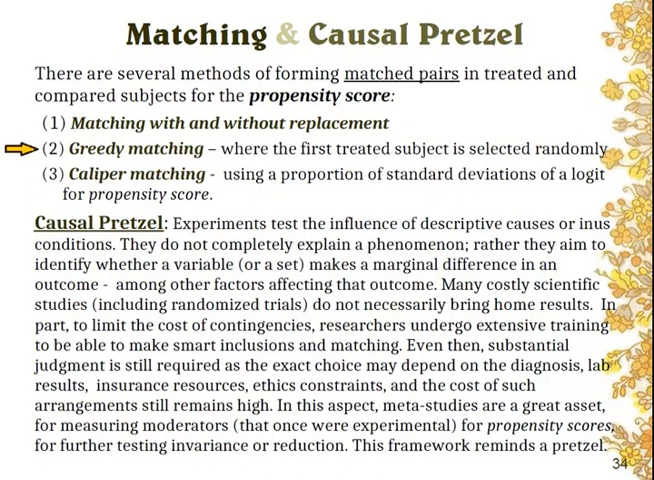 Matching & Causal Pretzel
There are several methods of forming matched pairs in treated and
compared subjects for the propensity score:
(1) Matching with and without replacement
(2) Greedy matching – where the first treated subject is selected randomly
(3) Caliper matching - using a proportion of standard deviations of a logit
for propensity score.
Causal Pretzel: Experiments test the influence of descriptive causes or inus
conditions. They do not completely explain a phenomenon; rather they aim to
identify whether a variable (or a set) makes a marginal difference in an
outcome - among other factors affecting that outcome. Many costly scientific
studies (including randomized trials) do not necessarily bring home results. In
part, to limit the cost of contingencies, researchers undergo extensive training
to be able to make smart inclusions and matching. Even then, substantial
judgment is still required as the exact choice may depend on the diagnosis, lab
results, insurance resources, ethics constraints, and the cost of such
arrangements still remains high. In this aspect, meta-studies are a great asset,
for measuring moderators (that once were experimental) for propensity scores,
for further testing invariance or reduction. This framework reminds a pretzel.
34